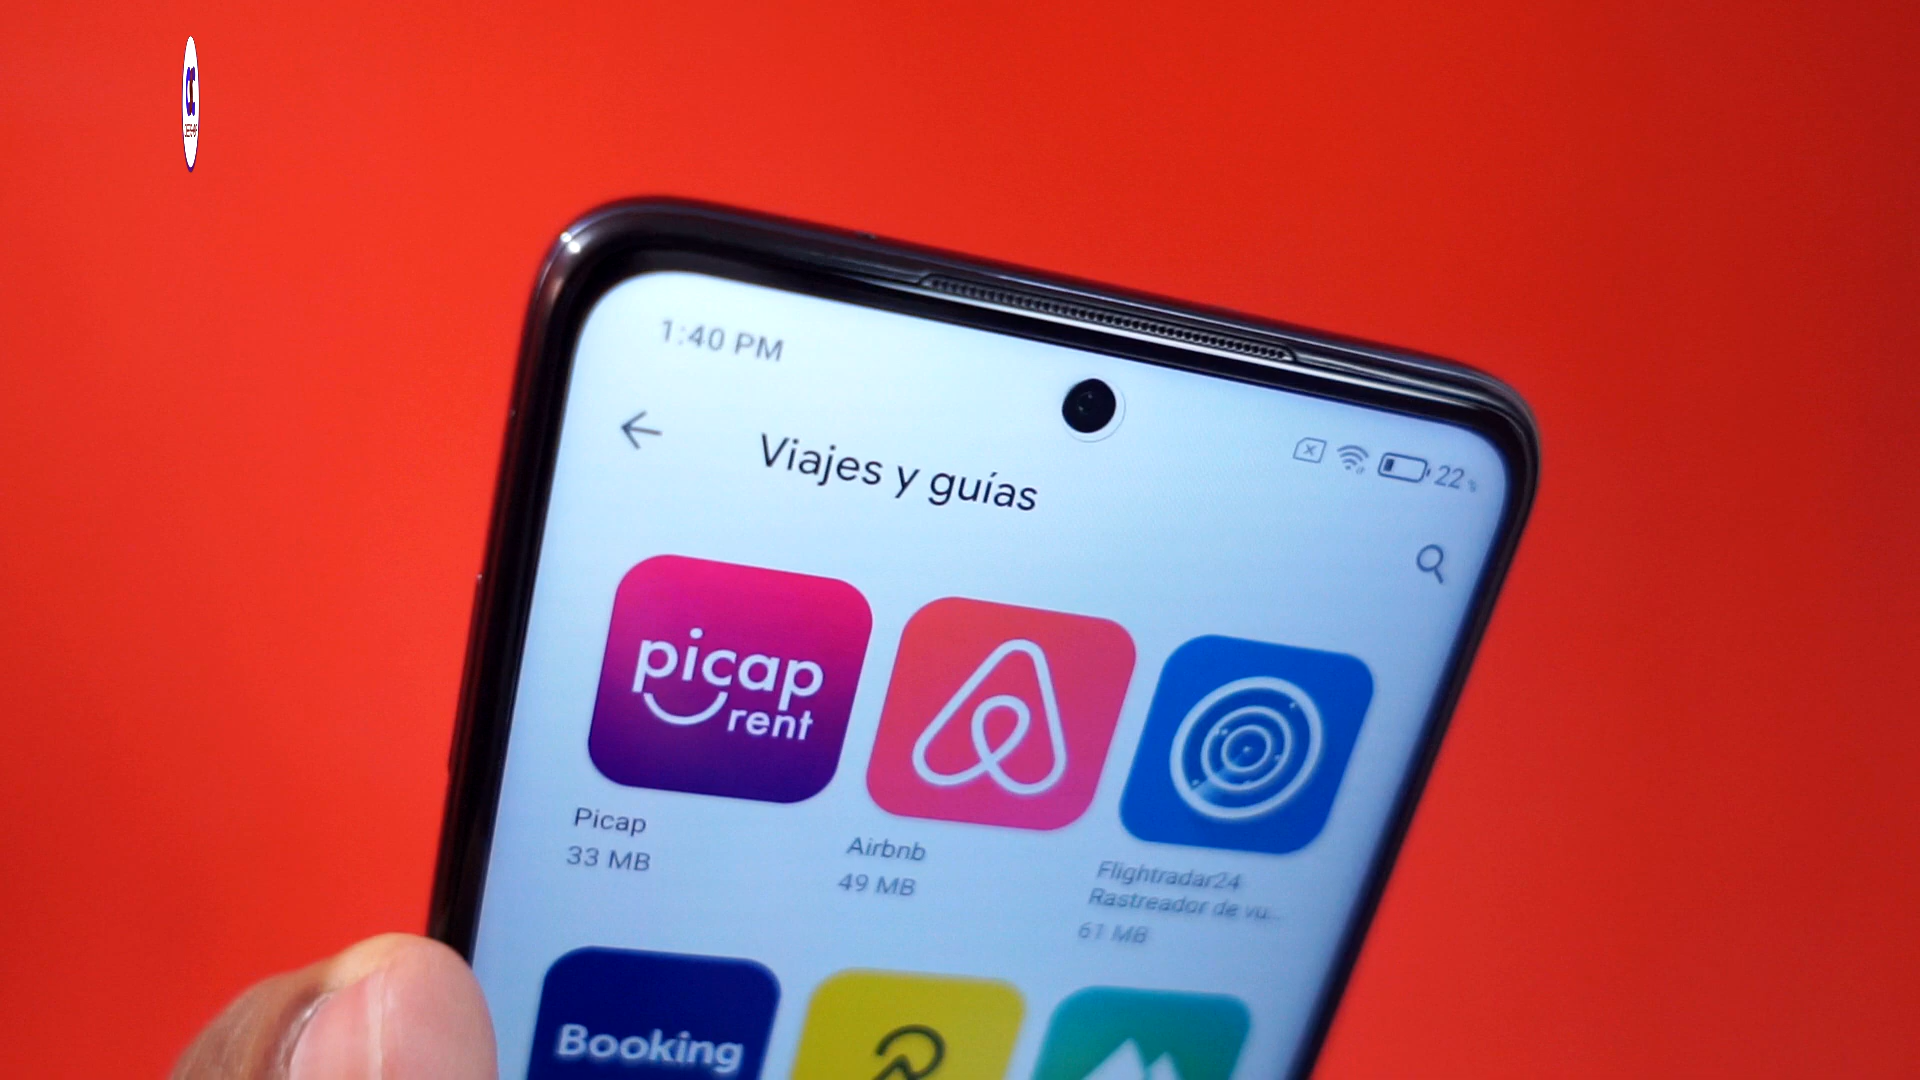 1:40 PM
22
Viajes y guías
picap
rent
Picap
33 MB
Airbnb
49 MB
Flightradar24
Rastreador de vu...
61 MB
Booking